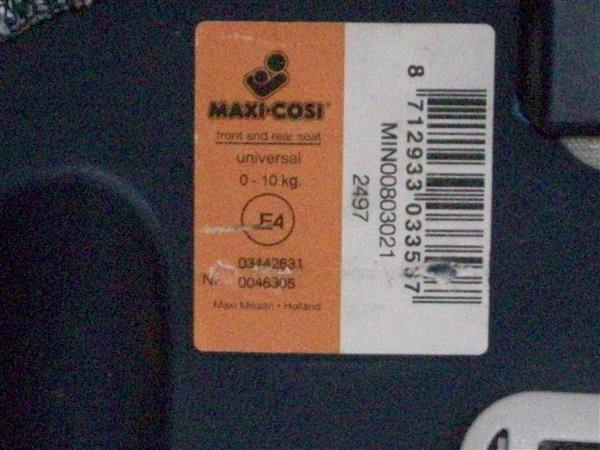 MAXI-COSI®
front and rear seat
universal
0 - 10 kg
E4
03442631
Nr. 0046305
Maxi Miliaan • Holland
8 712933 033537
MIN00803021
2497